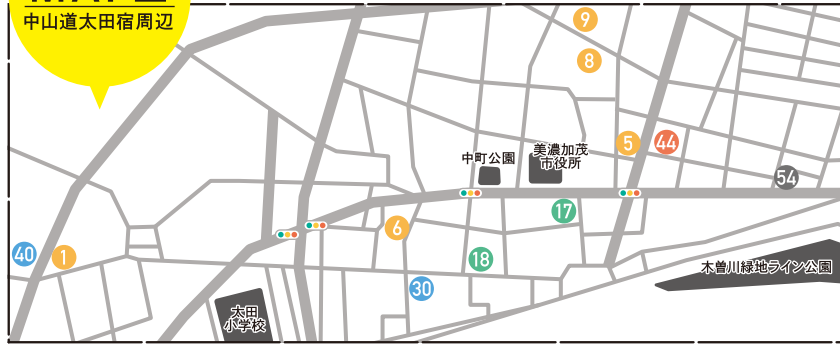 中山道太田宿周辺
9
8
中町公園
美濃加茂
市役所
5
44
54
17
6
18
40
1
30
木曽川緑地ライン公園
太田
小学校